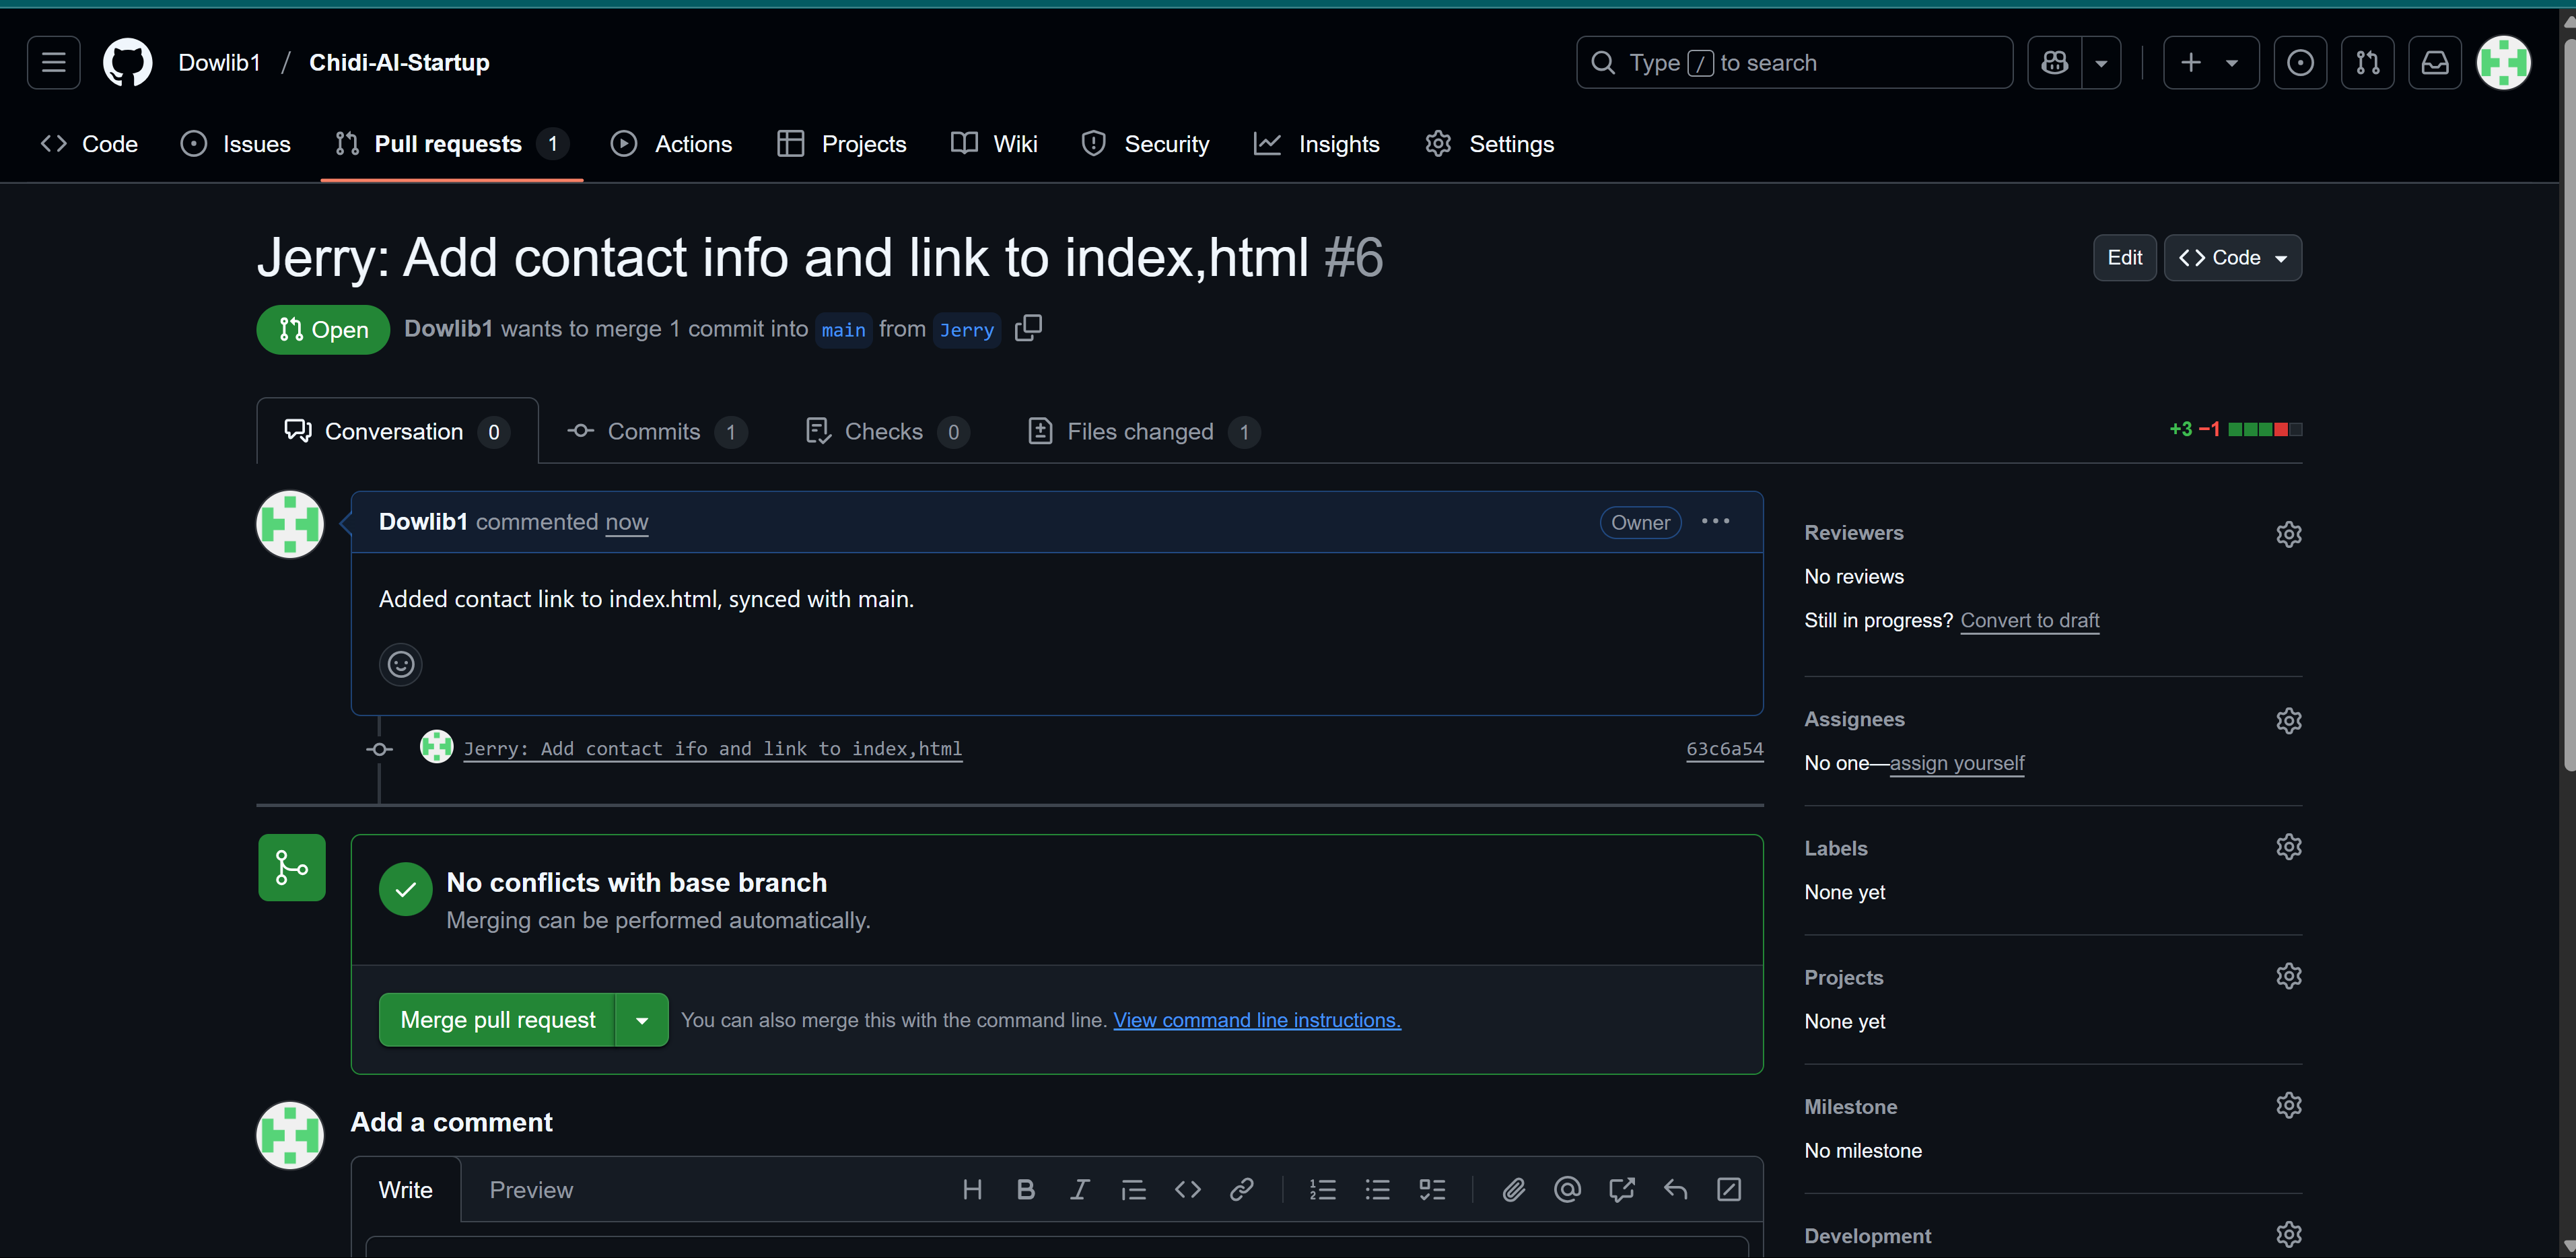 Dowlib1 / Chidi-AI-Startup
Type / to search
Code
Issues
Pull requests 1
Actions
Projects
Wiki
Security
Insights
Settings
Jerry: Add contact info and link to index,html #6
Edit
Code
Open
Dowlib1 wants to merge 1 commit into main from Jerry
Conversation 0
Commits 1
Checks 0
Files changed 1
+3 −1
Dowlib1 commented now
Owner
Added contact link to index.html, synced with main.
Jerry: Add contact ifo and link to index,html
63c6a54
No conflicts with base branch
Merging can be performed automatically.
Merge pull request
You can also merge this with the command line. View command line instructions.
Add a comment
Write
Preview
Reviewers
No reviews
Still in progress? Convert to draft
Assignees
No one—assign yourself
Labels
None yet
Projects
None yet
Milestone
No milestone
Development